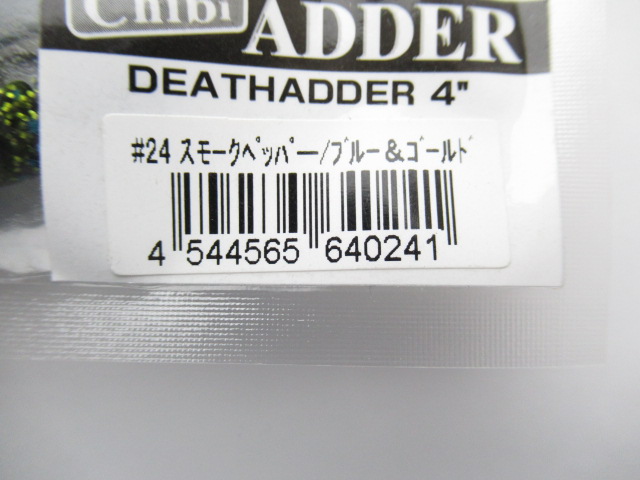 Chibi ADDER
DEATHADDER 4"
#24 スモークペッパー/ブルー&ゴールド
4 544565 640241